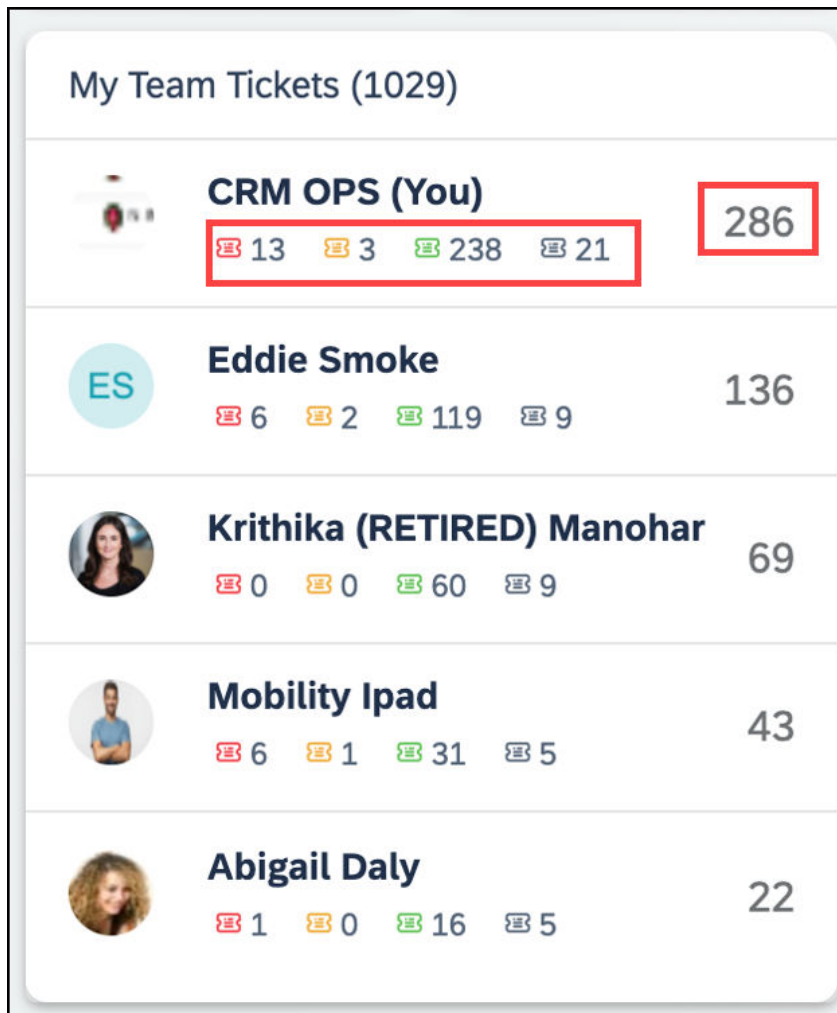 My Team Tickets (1029)
CRM OPS (You)
13 3 238 21
286
ES
Eddie Smoke
6 2 119 9
136
Krithika (RETIRED) Manohar
0 0 60 9
69
Mobility Ipad
6 1 31 5
43
Abigail Daly
1 0 16 5
22